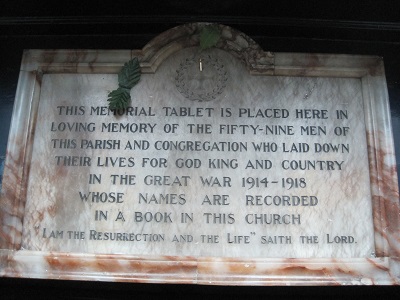 THIS MEMORIAL TABLET IS PLACED HERE IN
LOVING MEMORY OF THE FIFTY-NINE MEN OF
THIS PARISH AND CONGREGATION WHO LAID DOWN
THEIR LIVES FOR GOD KING AND COUNTRY
IN THE GREAT WAR 1914-1918
WHOSE NAMES ARE RECORDED
IN A BOOK IN THIS CHURCH
"I AM THE RESURRECTION AND THE LIFE" SAITH THE LORD.